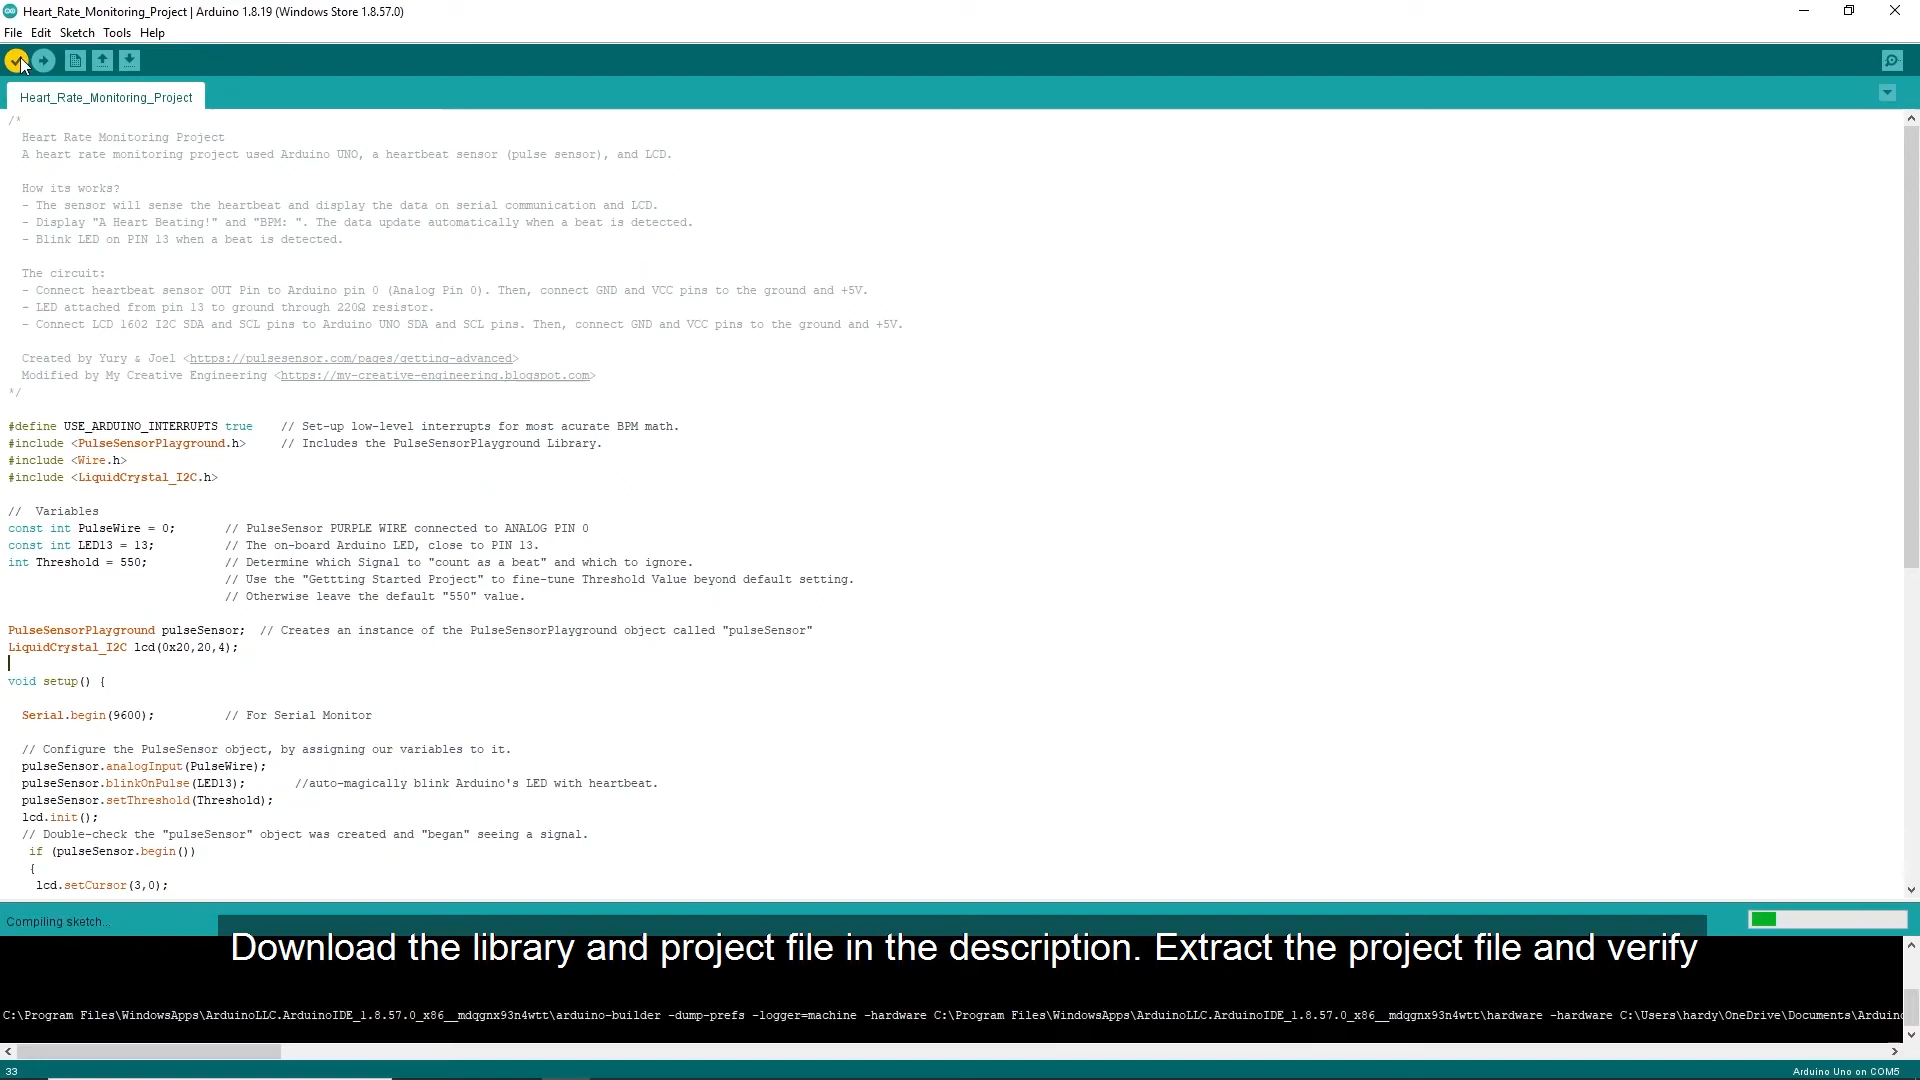 Heart_Rate_Monitoring_Project | Arduino 1.8.19 (Windows Store 1.8.57.0)
File Edit Sketch Tools Help
Heart_Rate_Monitoring_Project
/*
Heart Rate Monitoring Project
A heart rate monitoring project used Arduino UNO, a heartbeat sensor (pulse sensor), and LCD.
How its works?
- The sensor will sense the heartbeat and display the data on serial communication and LCD.
- Display "A Heart Beating!" and "BPM: ". The data update automatically when a beat is detected.
- Blink LED on PIN 13 when a beat is detected.
The circuit:
- Connect heartbeat sensor OUT Pin to Arduino pin 0 (Analog Pin 0). Then, connect GND and VCC pins to the ground and +5V.
- LED attached from pin 13 to ground through 220Ω resistor.
- Connect LCD 1602 I2C SDA and SCL pins to Arduino UNO SDA and SCL pins. Then, connect GND and VCC pins to the ground and +5V.
Created by Yury & Joel <https://pulsesensor.com/pages/getting-advanced>
Modified by My Creative Engineering <https://my-creative-engineering.blogspot.com>
*/
#define USE_ARDUINO_INTERRUPTS true // Set-up low-level interrupts for most acurate BPM math.
#include <PulseSensorPlayground.h> // Includes the PulseSensorPlayground Library.
#include <Wire.h>
#include <LiquidCrystal_I2C.h>
// Variables
const int PulseWire = 0; // PulseSensor PURPLE WIRE connected to ANALOG PIN 0
const int LED13 = 13; // The on-board Arduino LED, close to PIN 13.
int Threshold = 550; // Determine which Signal to "count as a beat" and which to ignore.
// Use the "Gettting Started Project" to fine-tune Threshold Value beyond default setting.
// Otherwise leave the default "550" value.
PulseSensorPlayground pulseSensor; // Creates an instance of the PulseSensorPlayground object called "pulseSensor"
LiquidCrystal_I2C lcd(0x20,20,4);
void setup() {
Serial.begin(9600); // For Serial Monitor
// Configure the PulseSensor object, by assigning our variables to it.
pulseSensor.analogInput(PulseWire);
pulseSensor.blinkOnPulse(LED13); //auto-magically blink Arduino's LED with heartbeat.
pulseSensor.setThreshold(Threshold);
lcd.init();
// Double-check the "pulseSensor" object was created and "began" seeing a signal.
if (pulseSensor.begin())
{
lcd.setCursor(3,0);
Compiling sketch...
Download the library and project file in the description. Extract the project file and verify
C:\Program Files\WindowsApps\ArduinoLLC.ArduinoIDE_1.8.57.0_x86__mdqgnx93n4wtt\arduino-builder -dump-prefs -logger=machine -hardware C:\Program Files\WindowsApps\ArduinoLLC.ArduinoIDE_1.8.57.0_x86__mdqgnx93n4wtt\hardware -hardware C:\Users\hardy\OneDrive\Documents\Arduino
33
Arduino Uno on COM5